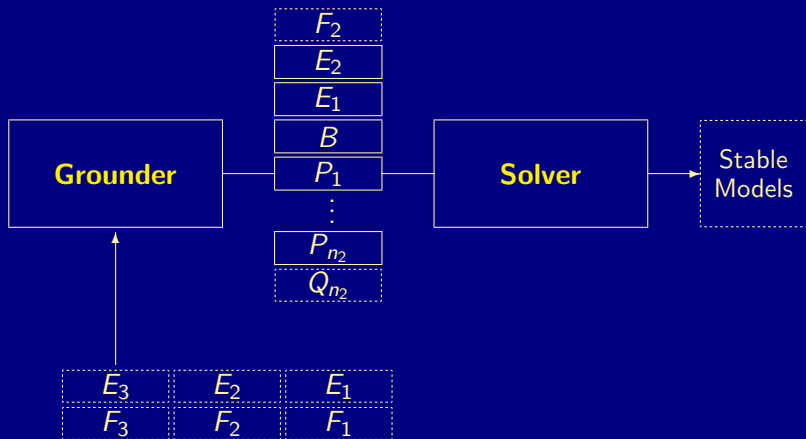 F₂
E₂
E₁
B
Grounder
P₁
Solver
Stable
Models
⋮
Pₙ₂
Qₙ₂
E₃ E₂ E₁
F₃ F₂ F₁